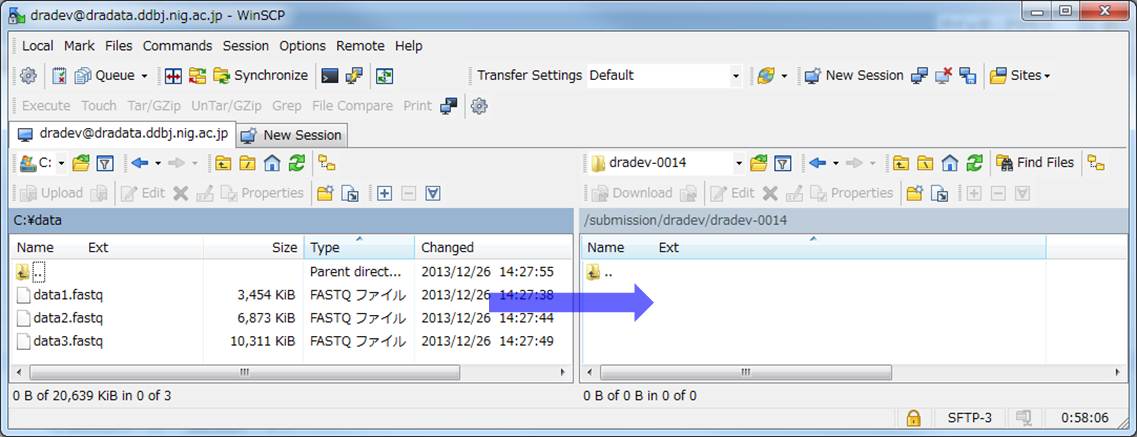 dradev@dradata.ddbj.nig.ac.jp - WinSCP
Local Mark Files Commands Session Options Remote Help
Queue Synchronize Transfer Settings Default New Session Sites
Execute Touch Tar/GZip UnTar/GZip Grep File Compare Print
dradev@dradata.ddbj.nig.ac.jp New Session
C: dradev-0014 Find Files
Upload Edit Properties Download Edit Properties
C:¥data /submission/dradev/dradev-0014
Name Ext Size Type Changed Name Ext
.. Parent direct... 2013/12/26 14:27:55 ..
data1.fastq 3,454 KiB FASTQ ファイル 2013/12/26 14:27:38
data2.fastq 6,873 KiB FASTQ ファイル 2013/12/26 14:27:44
data3.fastq 10,311 KiB FASTQ ファイル 2013/12/26 14:27:49
0 B of 20,639 KiB in 0 of 3 0 B of 0 B in 0 of 0
SFTP-3 0:58:06